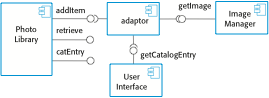 addItem
getImage
Photo
Library
retrieve
adaptor
Image
Manager
catEntry
getCatalogEntry
User
Interface